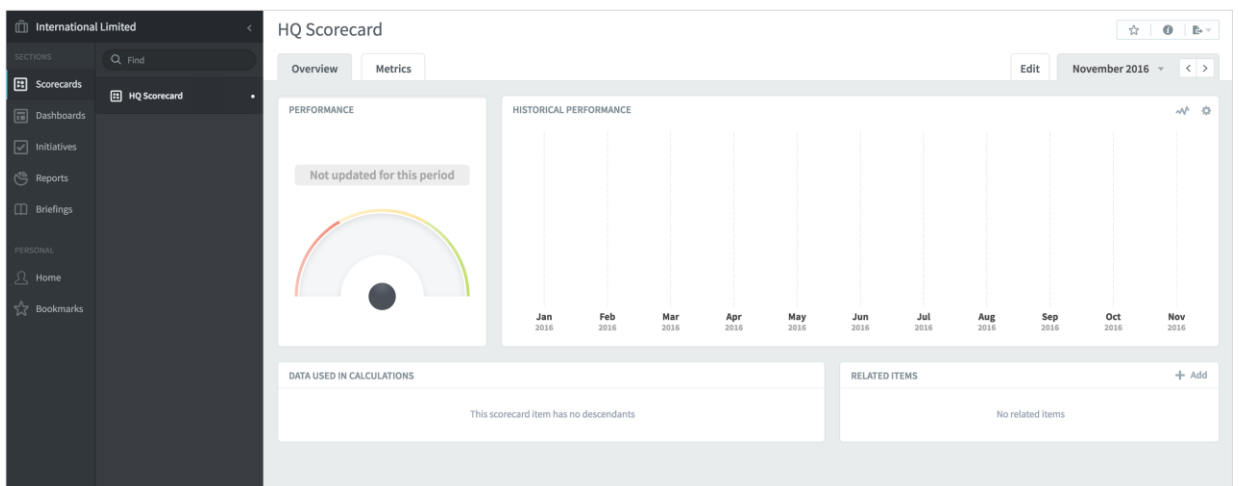 International Limited
SECTIONS
Scorecards
Dashboards
Initiatives
Reports
Briefings
PERSONAL
Home
Bookmarks
Find
HQ Scorecard
HQ Scorecard
Overview Metrics
Edit November 2016
PERFORMANCE
Not updated for this period
HISTORICAL PERFORMANCE
Jan Feb Mar Apr May Jun Jul Aug Sep Oct Nov
2016 2016 2016 2016 2016 2016 2016 2016 2016 2016 2016
DATA USED IN CALCULATIONS
This scorecard item has no descendants
RELATED ITEMS
Add
No related items